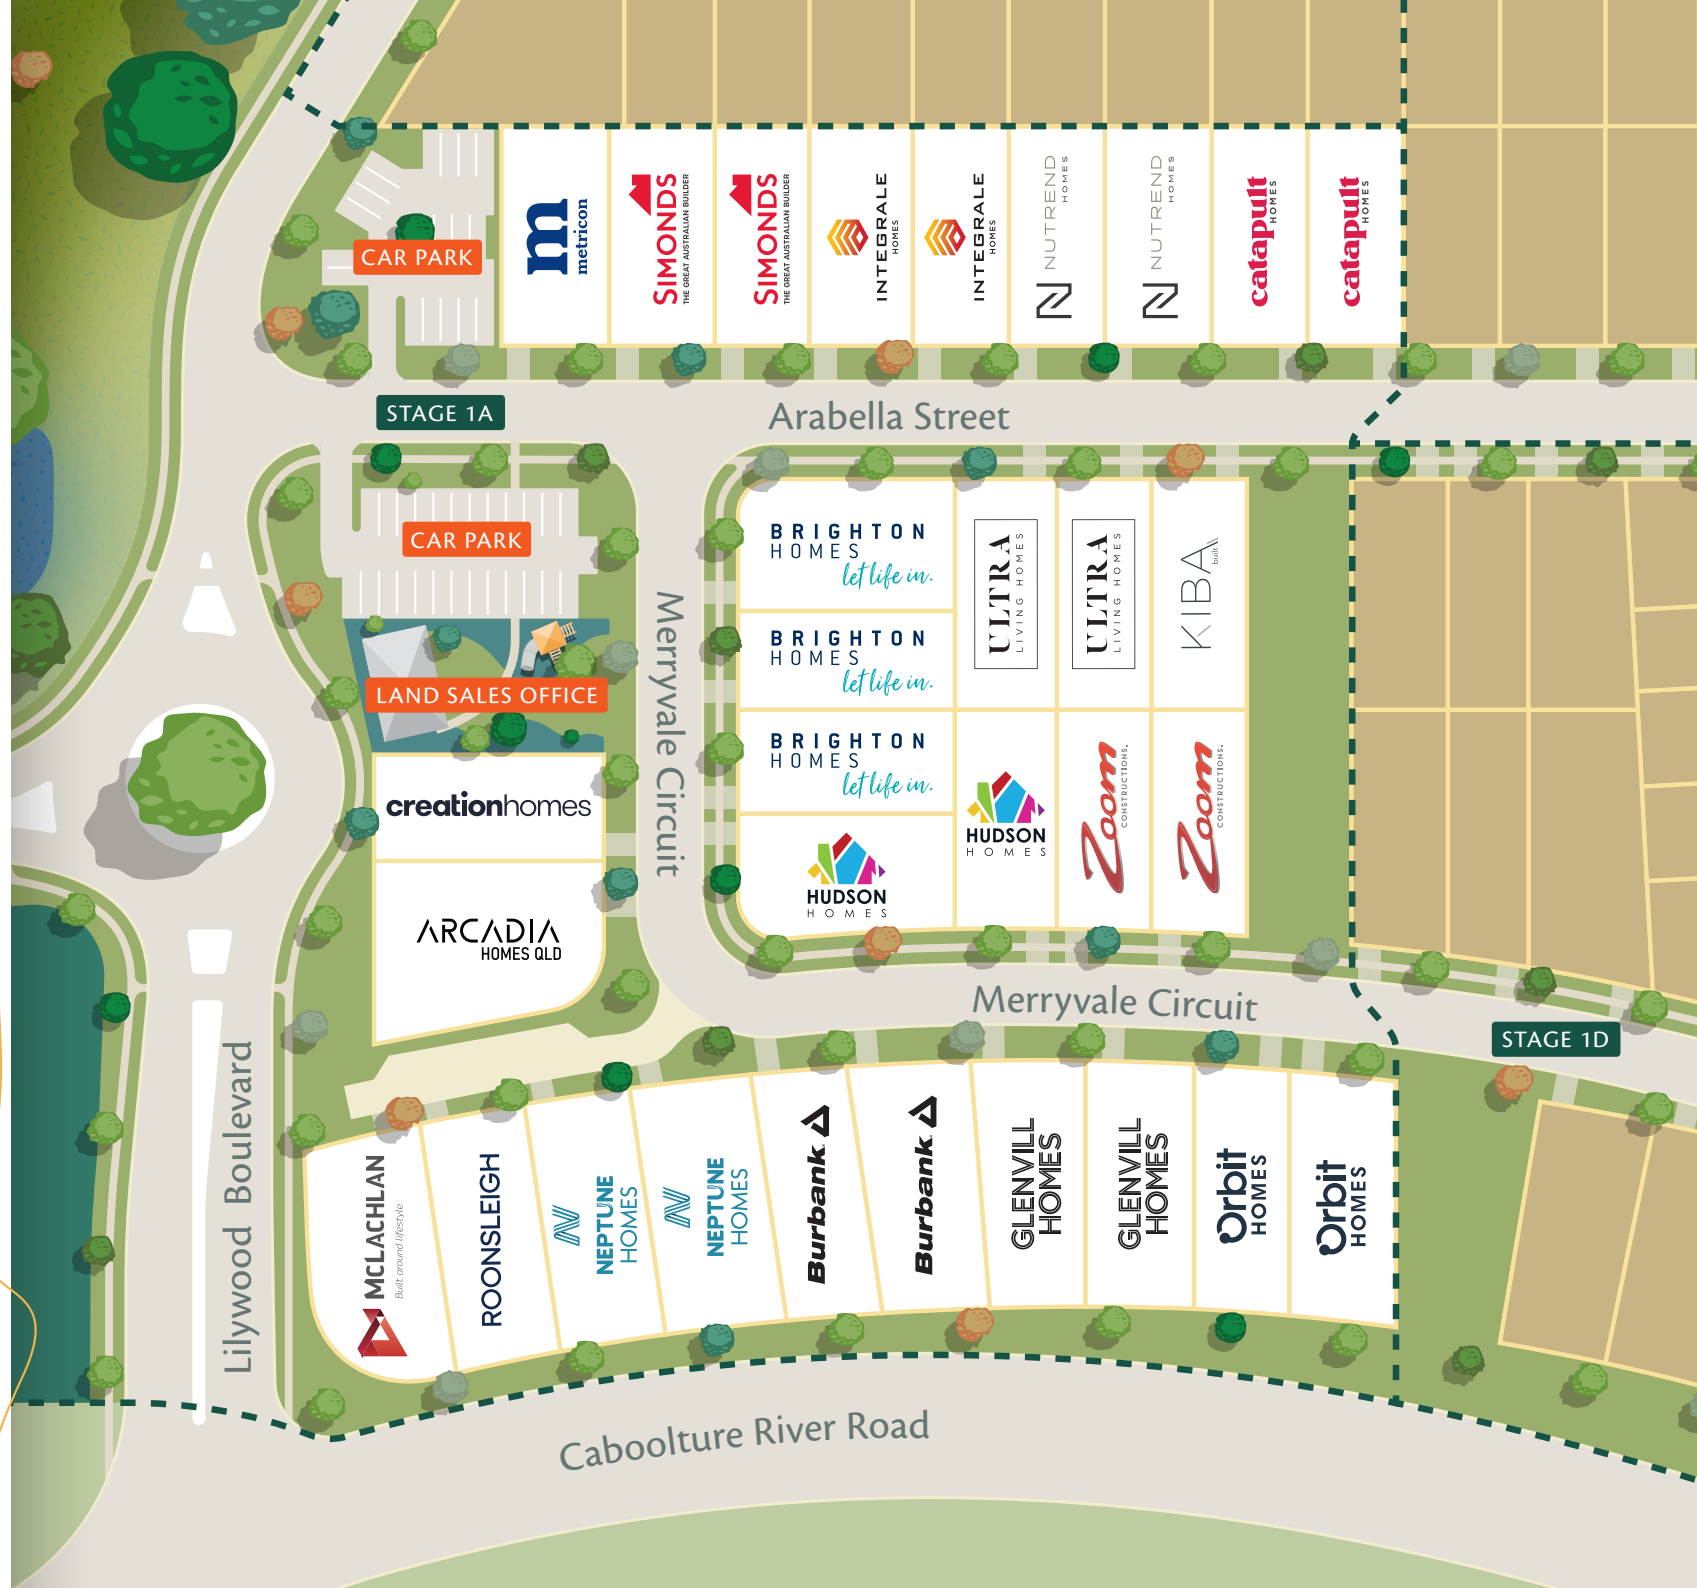 CAR PARK
m
metricon
SIMONDS
THE GREAT AUSTRALIAN BUILDER
SIMONDS
THE GREAT AUSTRALIAN BUILDER
INTEGRALE
HOMES
INTEGRALE
HOMES
N NUTREND
HOMES
N NUTREND
HOMES
catapult
HOMES
catapult
HOMES
STAGE 1A
Arabella Street
CAR PARK
LAND SALES OFFICE
Merryvale Circuit
BRIGHTON
HOMES
let life in.
BRIGHTON
HOMES
let life in.
BRIGHTON
HOMES
let life in.
ULTRA
LIVING HOMES
ULTRA
LIVING HOMES
KIBA
built
creationhomes
ARCADIA
HOMES QLD
HUDSON
HOMES
HUDSON
HOMES
Zoom
CONSTRUCTIONS.
Zoom
CONSTRUCTIONS.
Merryvale Circuit
STAGE 1D
Lilywood Boulevard
MCLACHLAN
Built around lifestyle.
ROONSLEIGH
N
NEPTUNE
HOMES
N
NEPTUNE
HOMES
Burbank
Burbank
GLENVILL
HOMES
GLENVILL
HOMES
Orbit
HOMES
Orbit
HOMES
Caboolture River Road